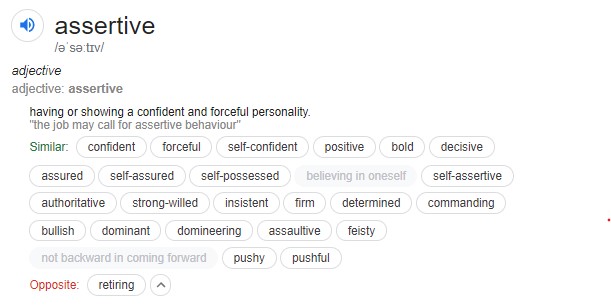 assertive
/əˈsəːtɪv/
adjective
adjective: assertive
having or showing a confident and forceful personality.
"the job may call for assertive behaviour"
Similar: confident forceful self-confident positive bold decisive
assured self-assured self-possessed believing in oneself self-assertive
authoritative strong-willed insistent firm determined commanding
bullish dominant domineering assaultive feisty
not backward in coming forward pushy pushful
Opposite: retiring